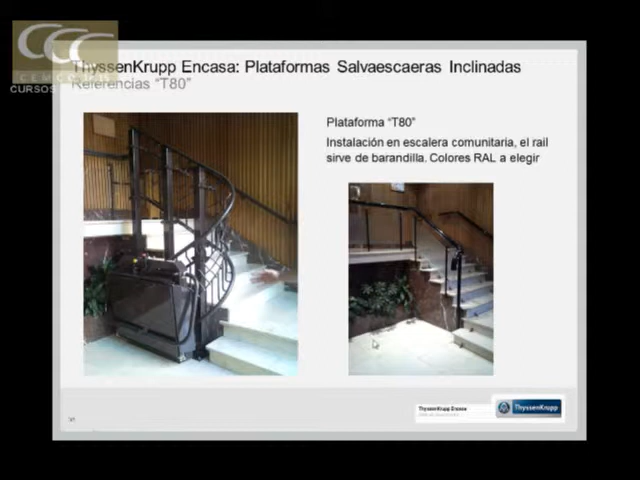 CCC
CURSOS
ThyssenKrupp Encasa: Plataformas Salvaescaeras Inclinadas
Referencias "T80"
Plataforma "T80"
Instalación en escalera comunitaria, el rail
sirve de barandilla. Colores RAL a elegir
ThyssenKrupp Encasa
ThyssenKrupp